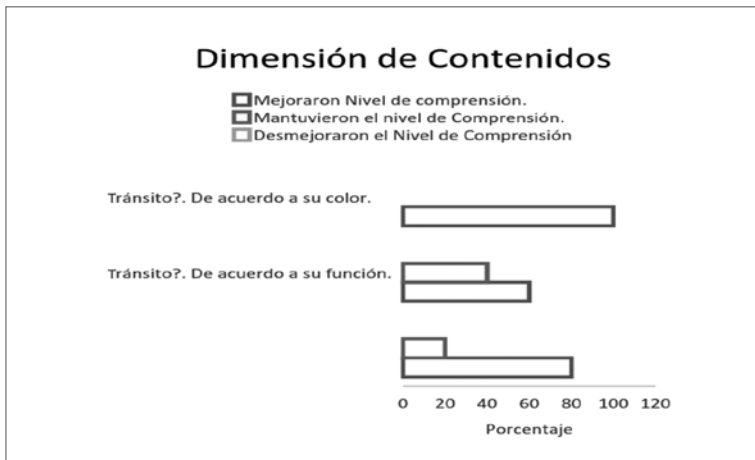 Dimensión de Contenidos
Mejoraron Nivel de comprensión.
Mantuvieron el nivel de Comprensión.
Desmejoraron el Nivel de Comprensión
Tránsito?. De acuerdo a su color.
Tránsito?. De acuerdo a su función.
0 20 40 60 80 100 120
Porcentaje